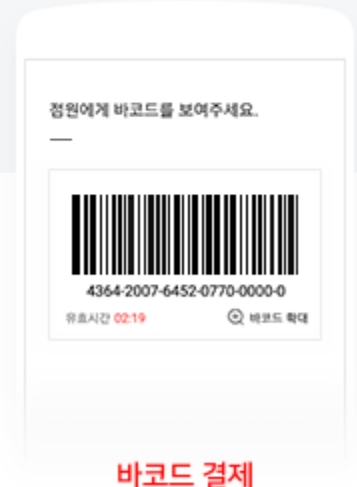 점원에게 바코드를 보여주세요.
4364-2007-6452-0770-0000-0
유효시간 02:19 바코드 확대
바코드 결제